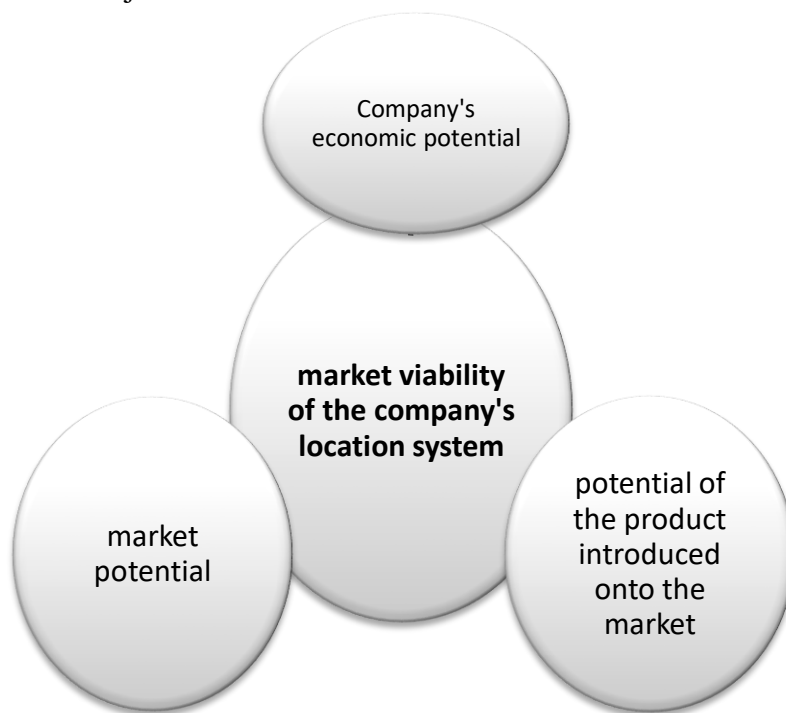 Company's
economic potential
market viability
of the company's
location system
market
potential
potential of
the product
introduced
onto the
market